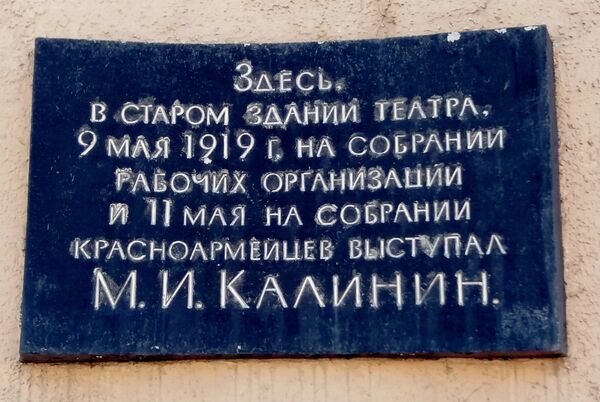 Здесь,
в старом здании театра,
9 мая 1919 г. на собрании
рабочих организаций
и 11 мая на собрании
красноармейцев выступал
М. И. Калинин.